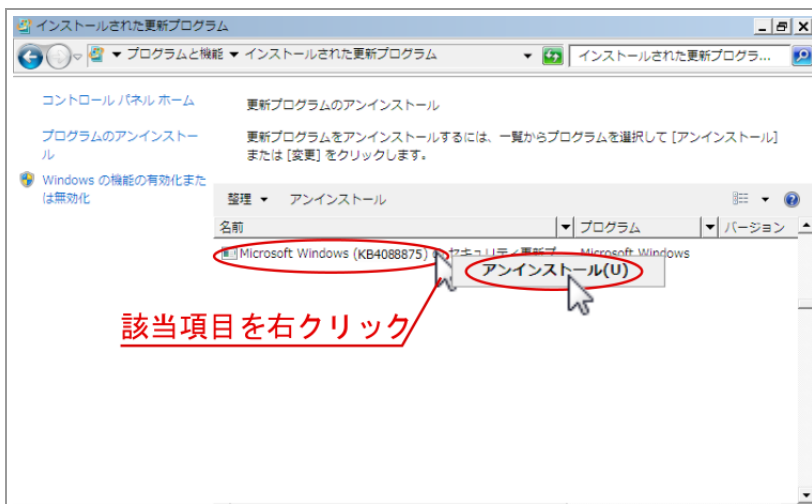 インストールされた更新プログラム
プログラムと機能 ▼ インストールされた更新プログラム
インストールされた更新プログラ...
コントロール パネル ホーム
プログラムのアンインストー
ル
Windows の機能の有効化また
は無効化
更新プログラムのアンインストール
更新プログラムをアンインストールするには、一覧からプログラムを選択して [アンインストール]
または [変更] をクリックします。
整理 ▼ アンインストール
名前 プログラム バージョン
Microsoft Windows (KB4088875) セキュリティ更新プ Microsoft Windows
アンインストール(U)
該当項目を右クリック